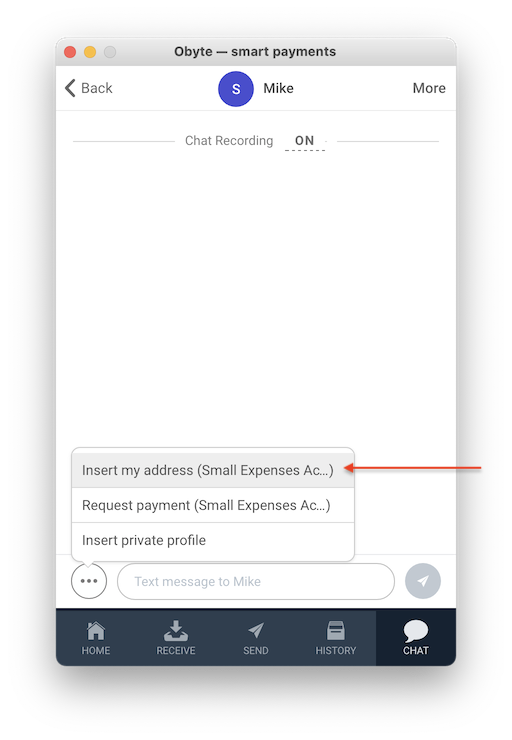 Obyte — smart payments
Back
S
Mike
More
Chat Recording ON
Insert my address (Small Expenses Ac...)
Request payment (Small Expenses Ac...)
Insert private profile
Text message to Mike
HOME RECEIVE SEND HISTORY CHAT